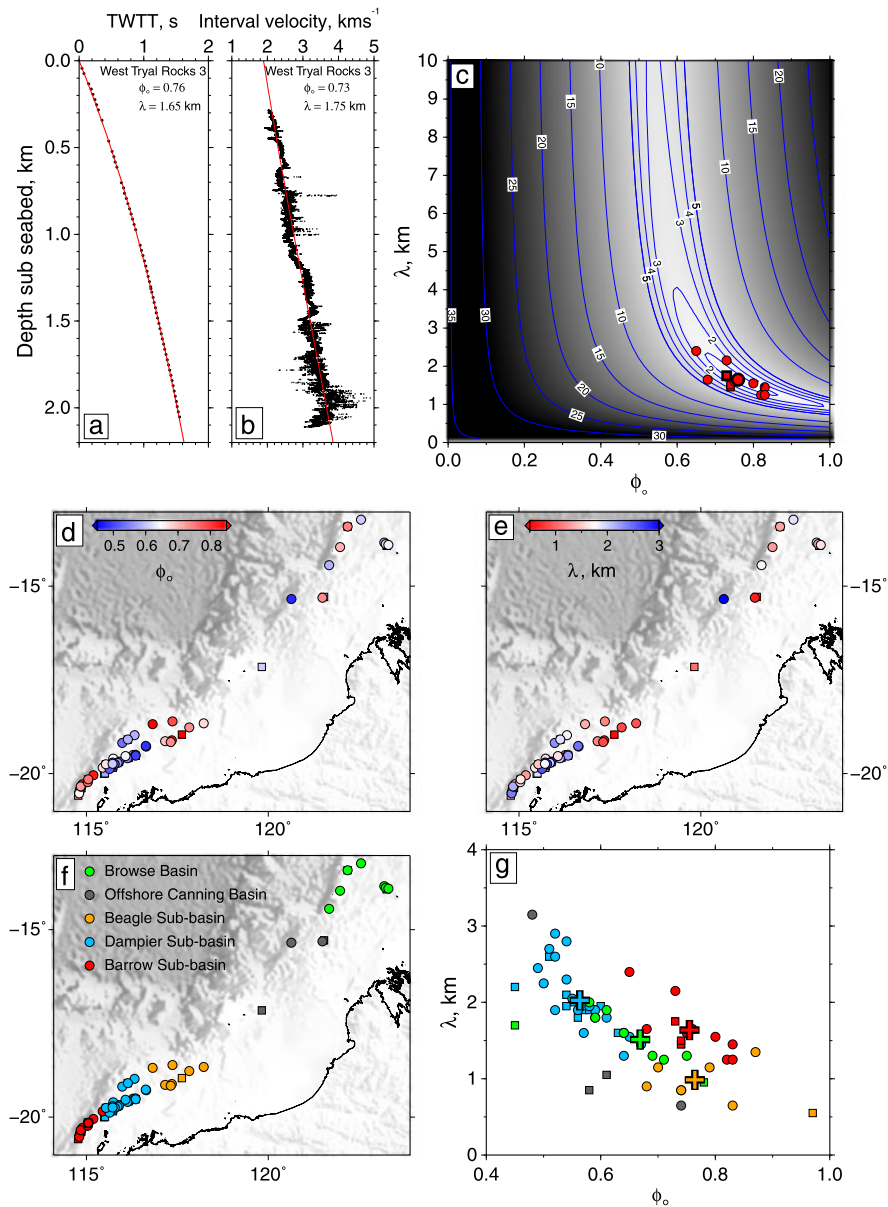 TWTT, s
0 1 2
Interval velocity, kms⁻¹
1 2 3 4 5
Depth sub seabed, km
0.0
0.5
1.0
1.5
2.0
West Tryal Rocks 3
ϕₒ = 0.76
λ = 1.65 km
a
West Tryal Rocks 3
ϕₒ = 0.73
λ = 1.75 km
b
c
λ, km
10
9
8
7
6
5
4
3
2
1
0
0.0 0.2 0.4 0.6 0.8 1.0
ϕₒ
10 20
15 15
20 10
25 5
3 4
3
4
5
35 30
10 2
15
2
20
25
30
d
0.5 0.6 0.7 0.8
ϕₒ
−15˚
−20˚
115˚ 120˚
e
1 2 3
λ, km
−15˚
−20˚
115˚ 120˚
f
Browse Basin
Offshore Canning Basin
Beagle Sub-basin
Dampier Sub-basin
Barrow Sub-basin
−15˚
−20˚
115˚ 120˚
g
λ, km
4
3
2
1
0
0.4 0.6 0.8 1.0
ϕₒ